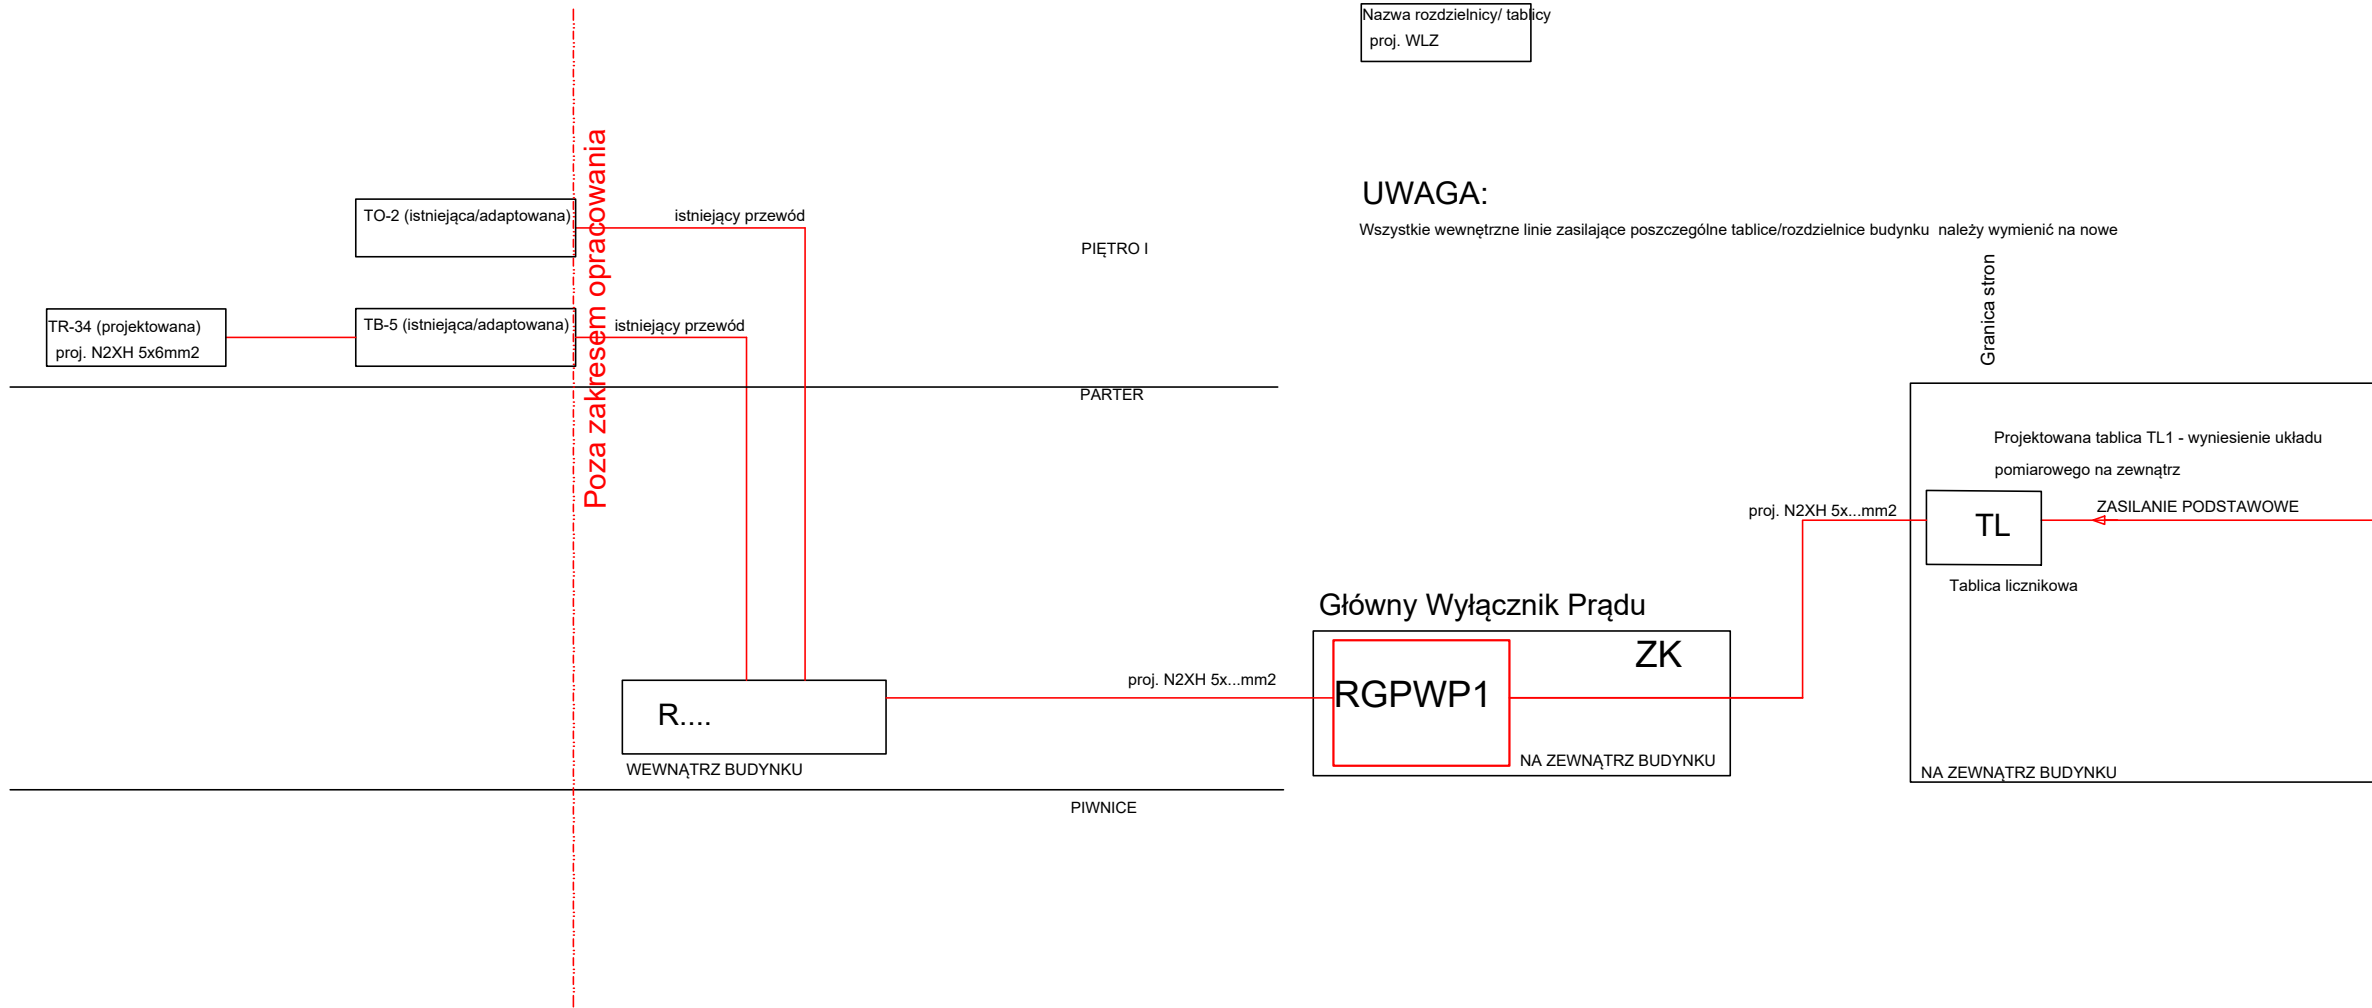 Nazwa rozdzielnicy/ tablicy
proj. WLZ
UWAGA:
Wszystkie wewnętrzne linie zasilające poszczególne tablice/rozdzielnice budynku należy wymienić na nowe
Poza zakresem opracowania
TO-2 (istniejąca/adaptowana)
istniejący przewód
PIĘTRO I
TR-34 (projektowana)
proj. N2XH 5x6mm2
TB-5 (istniejąca/adaptowana)
istniejący przewód
PARTER
Granica stron
Projektowana tablica TL1 - wyniesienie układu
pomiarowego na zewnątrz
proj. N2XH 5x...mm2
TL
ZASILANIE PODSTAWOWE
Tablica licznikowa
NA ZEWNĄTRZ BUDYNKU
Główny Wyłącznik Prądu
ZK
RGPWP1
NA ZEWNĄTRZ BUDYNKU
proj. N2XH 5x...mm2
R....
WEWNĄTRZ BUDYNKU
PIWNICE